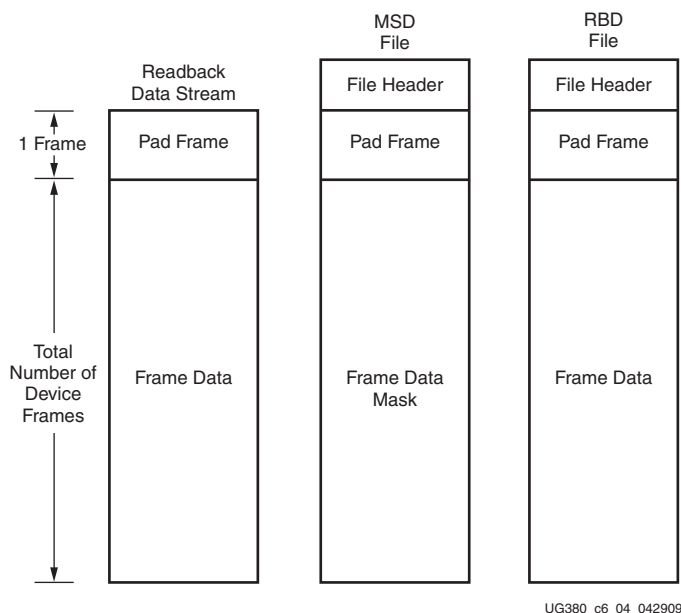 MSD
File
RBD
File
Readback
Data Stream
File Header
File Header
1 Frame
Pad Frame
Pad Frame
Pad Frame
Total
Number of
Device
Frames
Frame Data
Frame Data
Mask
Frame Data
UG380_c6_04_042909